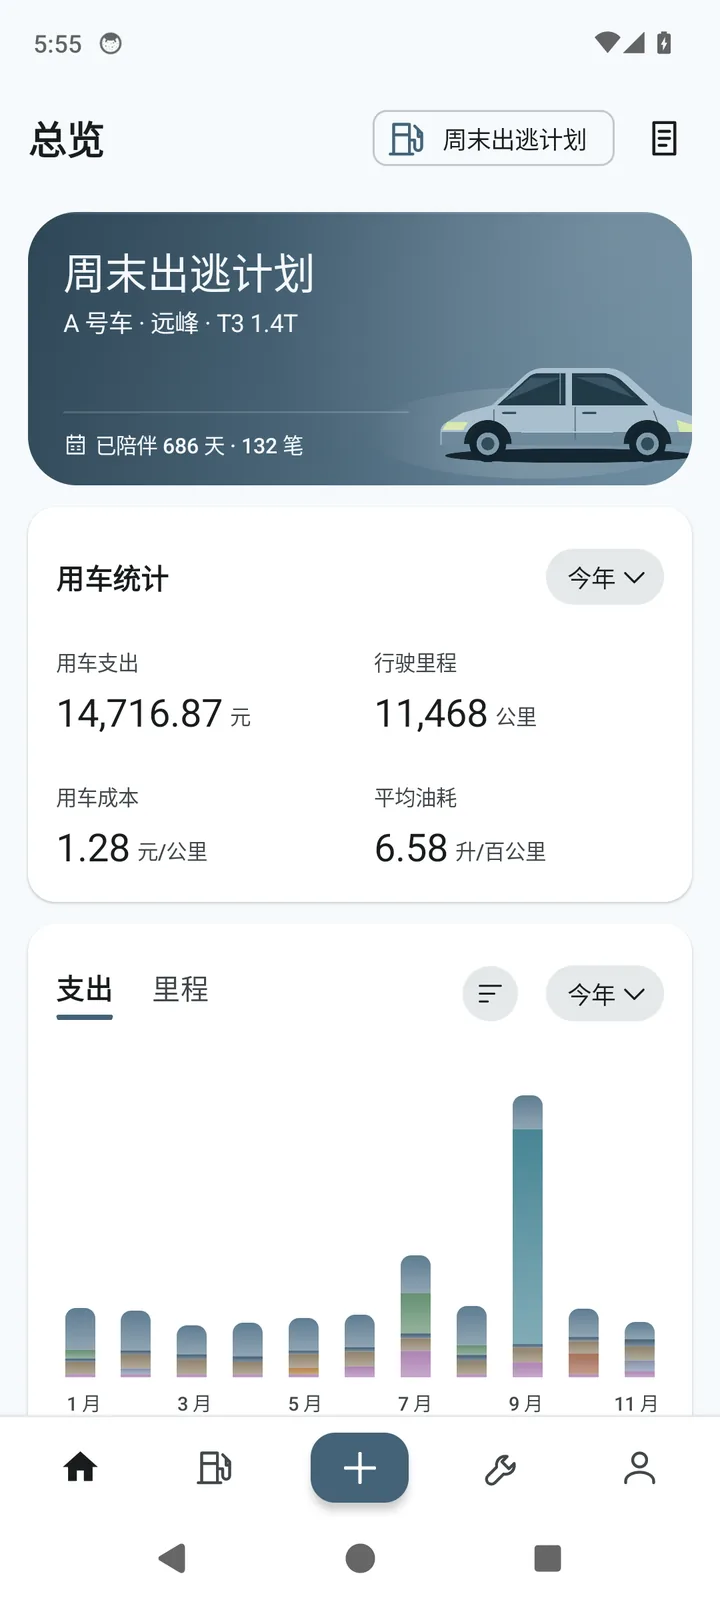 5:55
总览
周末出逃计划
周末出逃计划
A 号车 · 远峰 · T3 1.4T
已陪伴 686 天 · 132 笔
用车统计
今年
用车支出
行驶里程
14,716.87 元
11,468 公里
用车成本
平均油耗
1.28 元/公里
6.58 升/百公里
支出
里程
今年
1 月
3 月
5 月
7 月
9 月
11 月